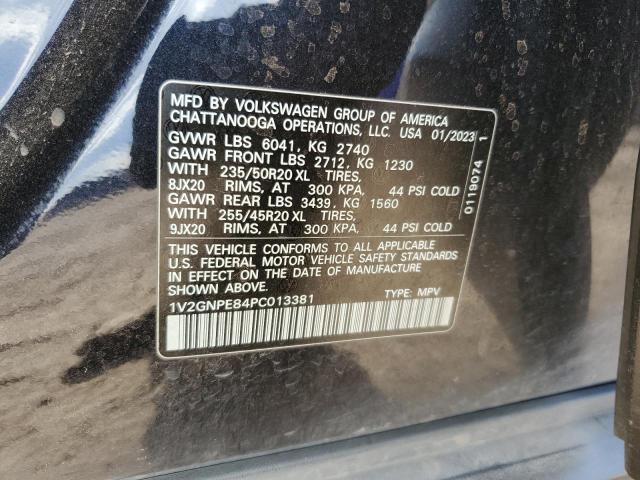 MFD BY VOLKSWAGEN GROUP OF AMERICA
CHATTANOOGA OPERATIONS, LLC. USA 01/2023
GVWR LBS 6041, KG 2740
GAWR FRONT LBS 2712, KG 1230
WITH 235/50R20 XL TIRES,
8JX20 RIMS, AT 300 KPA, 44 PSI COLD
GAWR REAR LBS 3439, KG 1560
WITH 255/45R20 XL TIRES,
9JX20 RIMS, AT 300 KPA, 44 PSI COLD
THIS VEHICLE CONFORMS TO ALL APPLICABLE
U.S. FEDERAL MOTOR VEHICLE SAFETY STANDARDS
IN EFFECT ON THE DATE OF MANUFACTURE
SHOWN ABOVE.
1V2GNPE84PC013381 TYPE: MPV
0119074 1